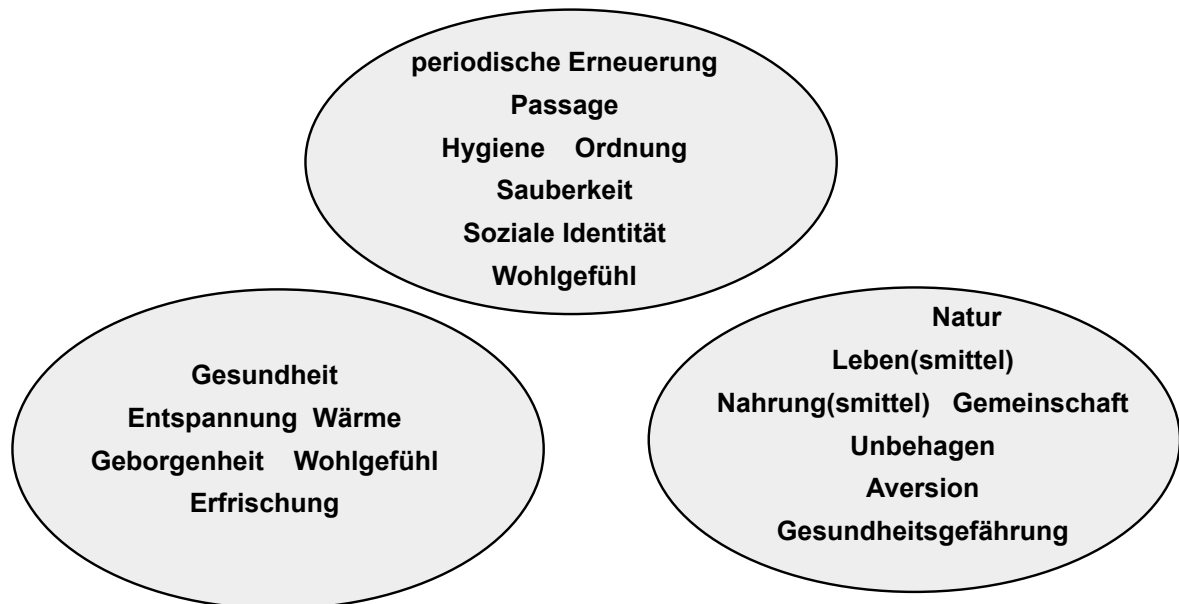 periodische Erneuerung
Passage
Hygiene Ordnung
Sauberkeit
Soziale Identität
Wohlgefühl
Gesundheit
Entspannung Wärme
Geborgenheit Wohlgefühl
Erfrischung
Natur
Leben(smittel)
Nahrung(smittel) Gemeinschaft
Unbehagen
Aversion
Gesundheitsgefährung